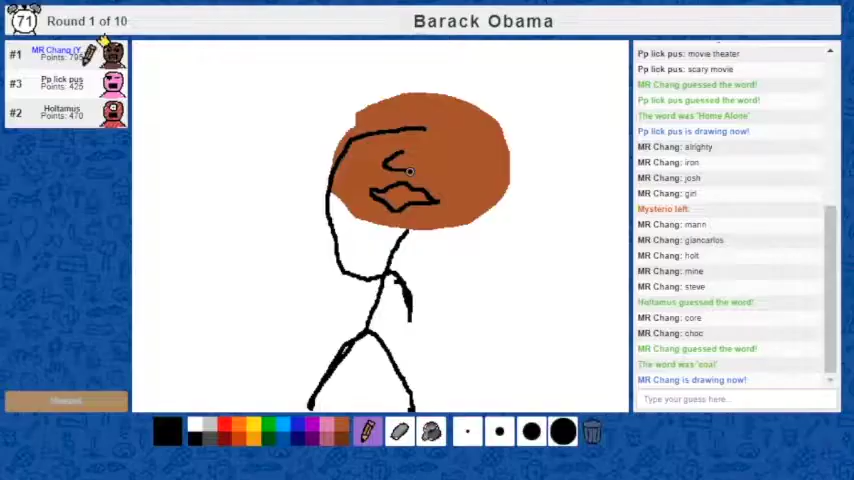 71 Round 1 of 10
Barack Obama
#1 MR Chang (Y
Points: 795
#3 Pp lick pus
Points: 425
#2 Holtamus
Points: 470
Pp lick pus: movie theater
Pp lick pus: scary movie
MR Chang guessed the word!
Pp lick pus guessed the word!
The word was 'Home Alone'
Pp lick pus is drawing now!
MR Chang: alrighty
MR Chang: iron
MR Chang: josh
MR Chang: girl
Mysterio left.
MR Chang: mann
MR Chang: giancarlos
MR Chang: holt
MR Chang: mine
MR Chang: steve
Holtamus guessed the word!
MR Chang: core
MR Chang: choc
MR Chang guessed the word!
The word was 'coal'
MR Chang is drawing now!
Type your guess here...